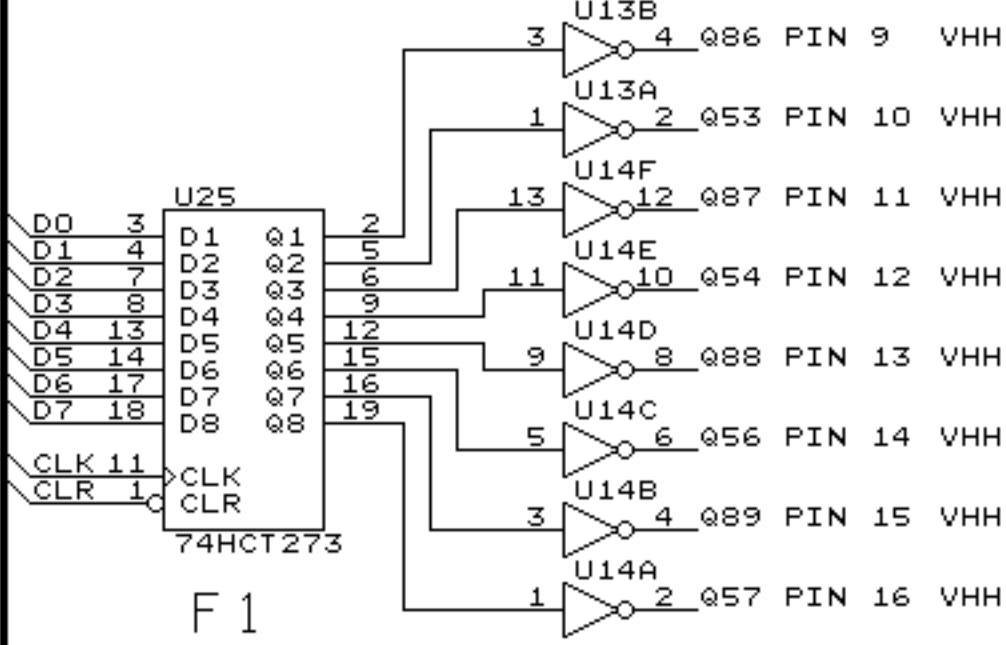 U13B
3 4 Q86 PIN 9 VHH
U13A
1 2 Q53 PIN 10 VHH
U14F
13 12 Q87 PIN 11 VHH
U14E
11 10 Q54 PIN 12 VHH
U14D
9 8 Q88 PIN 13 VHH
U14C
5 6 Q56 PIN 14 VHH
U14B
3 4 Q89 PIN 15 VHH
U14A
1 2 Q57 PIN 16 VHH
U25
D0 3 D1 Q1 2
D1 4 D2 Q2 5
D2 7 D3 Q3 6
D3 8 D4 Q4 9
D4 13 D5 Q5 12
D5 14 D6 Q6 15
D6 17 D7 Q7 16
D7 18 D8 Q8 19
CLK 11 CLK
CLR 1 CLR
74HCT273
F1